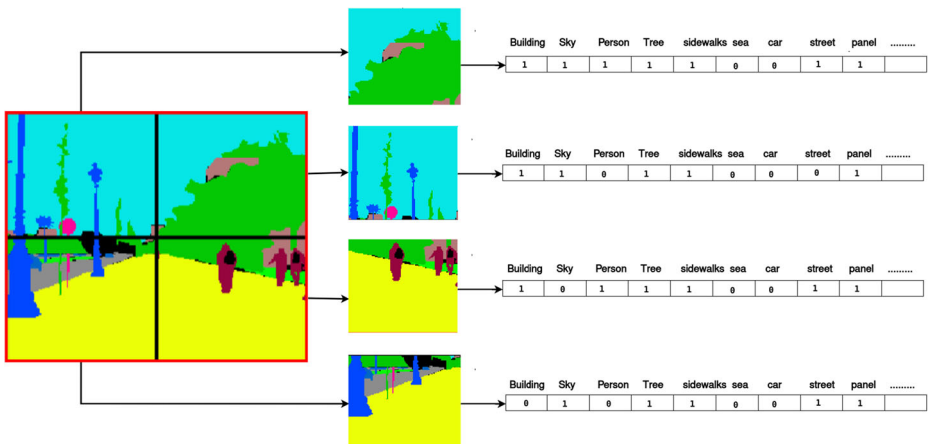 Building Sky Person Tree sidewalks sea car street panel .........
1 1 1 1 1 0 0 1 1
Building Sky Person Tree sidewalks sea car street panel .........
1 1 0 1 1 0 0 0 1
Building Sky Person Tree sidewalks sea car street panel .........
1 0 1 1 1 0 0 1 1
Building Sky Person Tree sidewalks sea car street panel .........
0 1 0 1 1 0 0 1 1